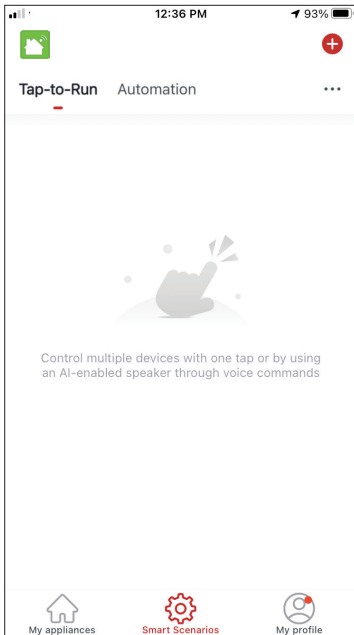 12:36 PM
93%
Tap-to-Run
Automation
Control multiple devices with one tap or by using
an AI-enabled speaker through voice commands
My appliances
Smart Scenarios
My profile